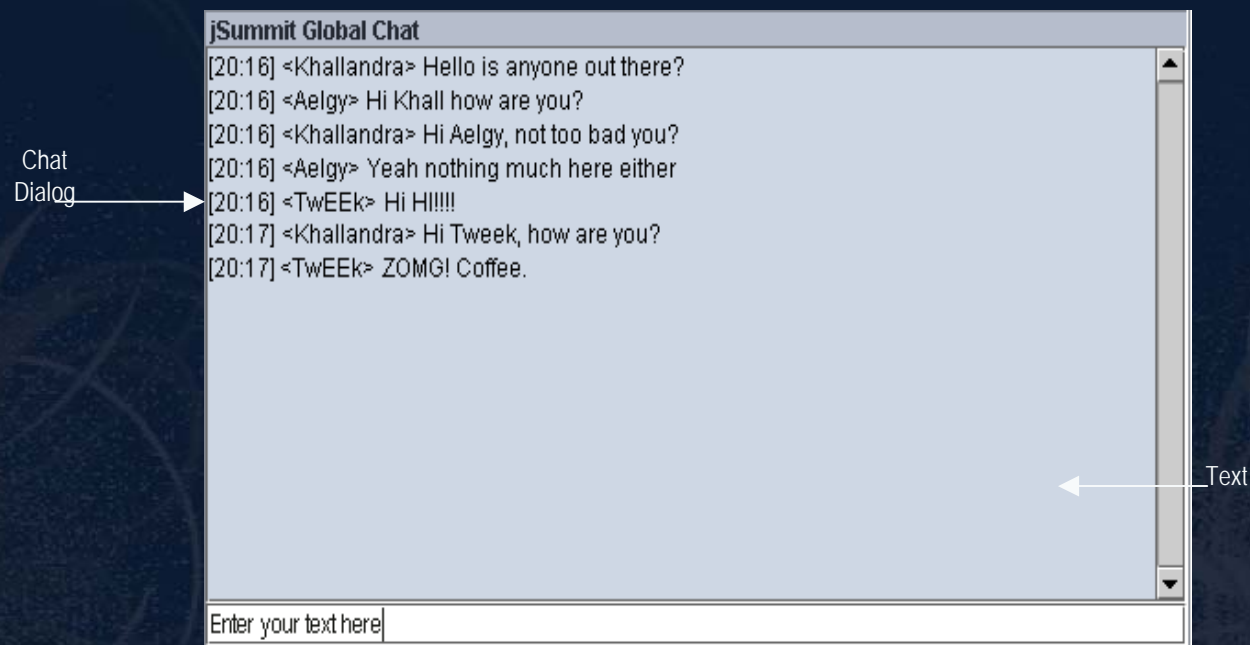 jSummit Global Chat
[20:16] <Khallandra> Hello is anyone out there?
[20:16] <Aelgy> Hi Khall how are you?
[20:16] <Khallandra> Hi Aelgy, not too bad you?
[20:16] <Aelgy> Yeah nothing much here either
Chat
Dialog
[20:16] <TwEEk> Hi HI!!!!
[20:17] <Khallandra> Hi Tweek, how are you?
[20:17] <TwEEk> ZOMG! Coffee.
Text
Enter your text here